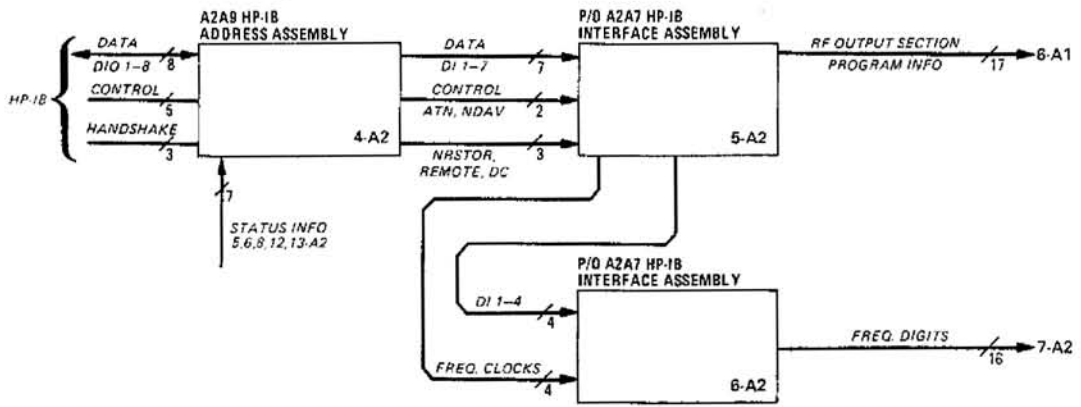 A2A9 HP-IB
ADDRESS ASSEMBLY
P/O A2A7 HP-IB
INTERFACE ASSEMBLY
HP-IB
DATA
DIO 1-8
8
CONTROL
5
HANDSHAKE
3
4-A2
17
STATUS INFO
5,6,8,12,13-A2
DATA
DI 1-7
7
CONTROL
2
ATN, NDAV
3
NRSTOR,
REMOTE, DC
5-A2
RF OUTPUT SECTION
PROGRAM INFO
17
6-A1
P/O A2A7 HP-IB
INTERFACE ASSEMBLY
DI 1-4
4
FREQ. CLOCKS
4
6-A2
FREQ. DIGITS
16
7-A2